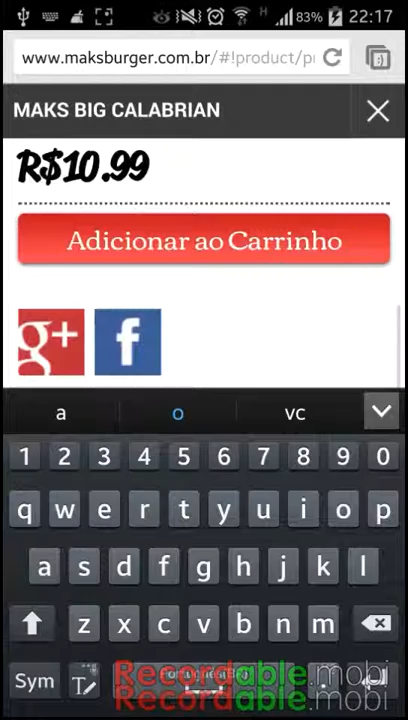 H 83% 22:17
www.maksburger.com.br/#!product/p
MAKS BIG CALABRIAN
R$10.99
Adicionar ao Carrinho
g+ f
a o vc
1 2 3 4 5 6 7 8 9 0
q w e r t y u i o p
a s d f g h j k l
z x c v b n m
Sym T . 
Recordable.mobi
Recordable.mobi